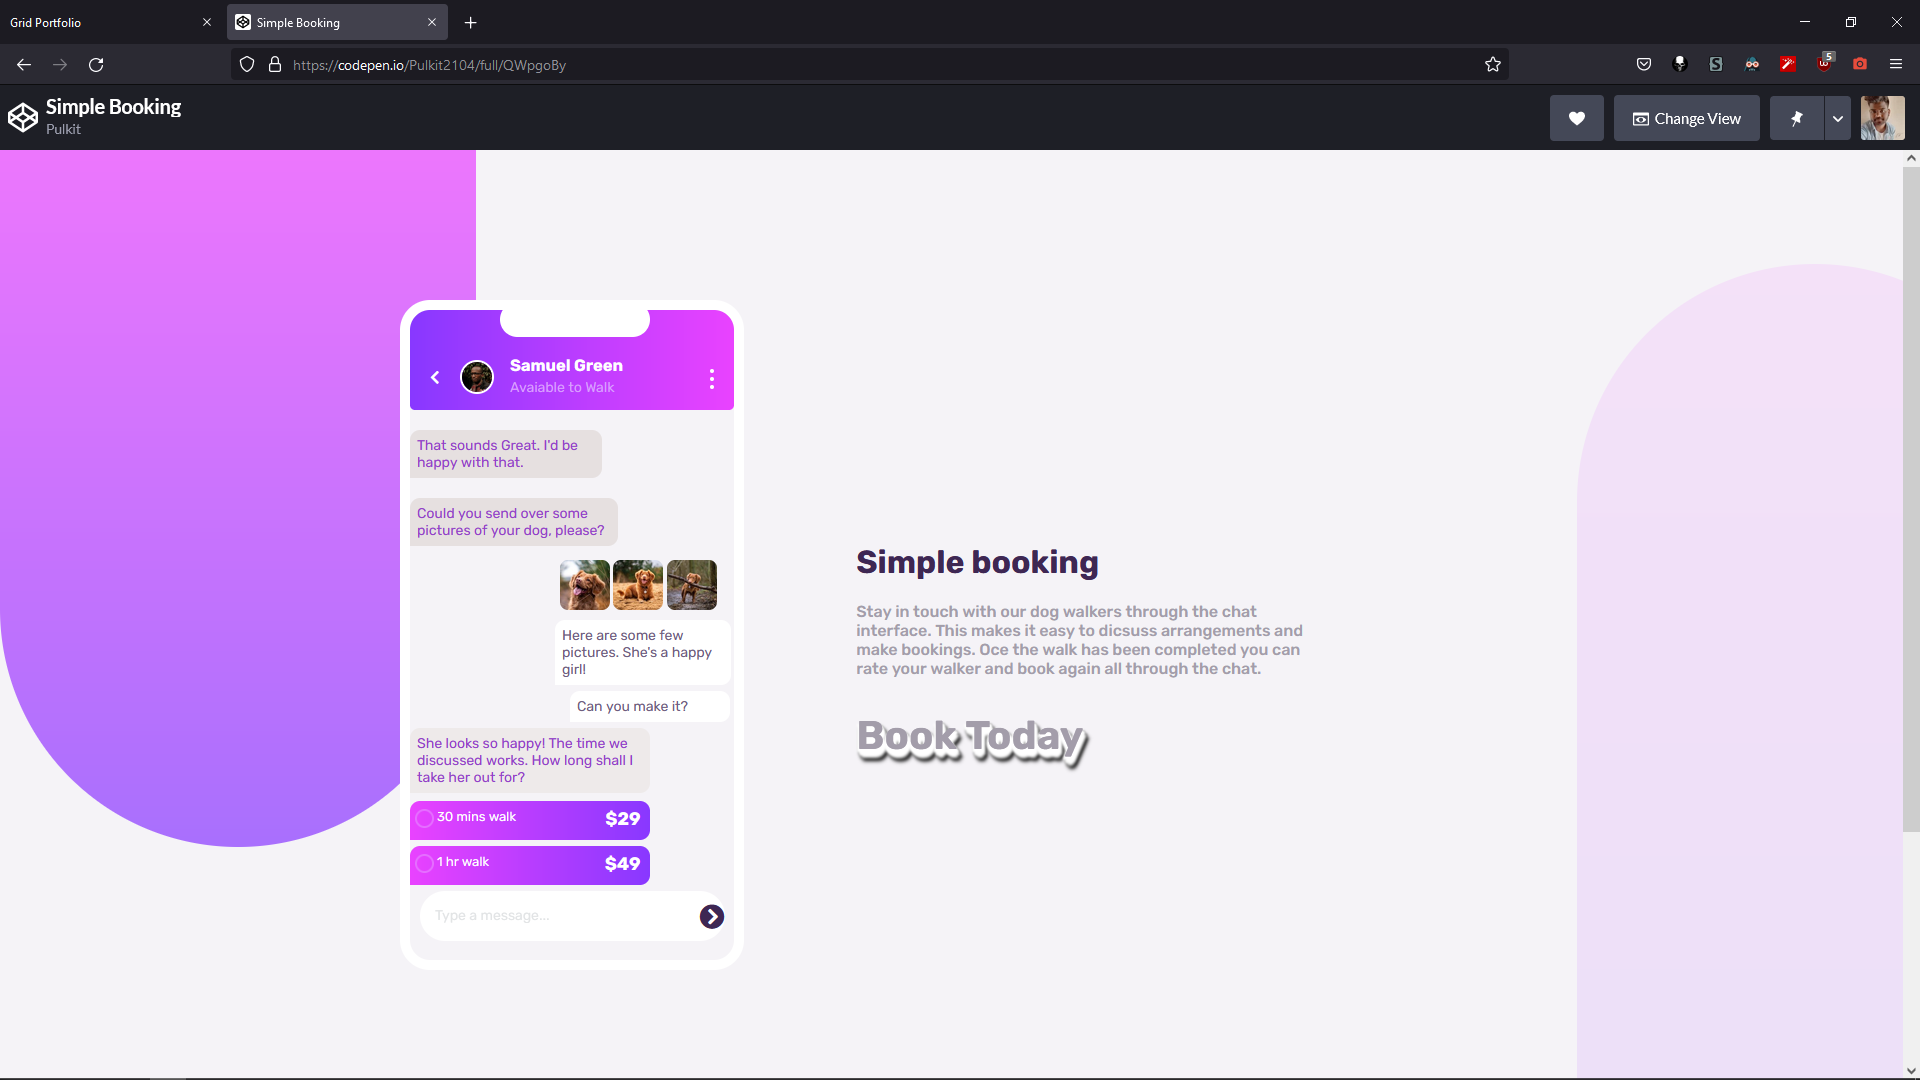 Grid Portfolio
Simple Booking
https://codepen.io/Pulkit2104/full/QWpgoBy
5
Simple Booking
Pulkit
Change View
Samuel Green
Avaiable to Walk
That sounds Great. I'd be
happy with that.
Could you send over some
pictures of your dog, please?
Here are some few
pictures. She's a happy
girl!
Can you make it?
She looks so happy! The time we
discussed works. How long shall I
take her out for?
30 mins walk $29
1 hr walk $49
Type a message...
Simple booking
Stay in touch with our dog walkers through the chat
interface. This makes it easy to dicsuss arrangements and
make bookings. Oce the walk has been completed you can
rate your walker and book again all through the chat.
Book Today